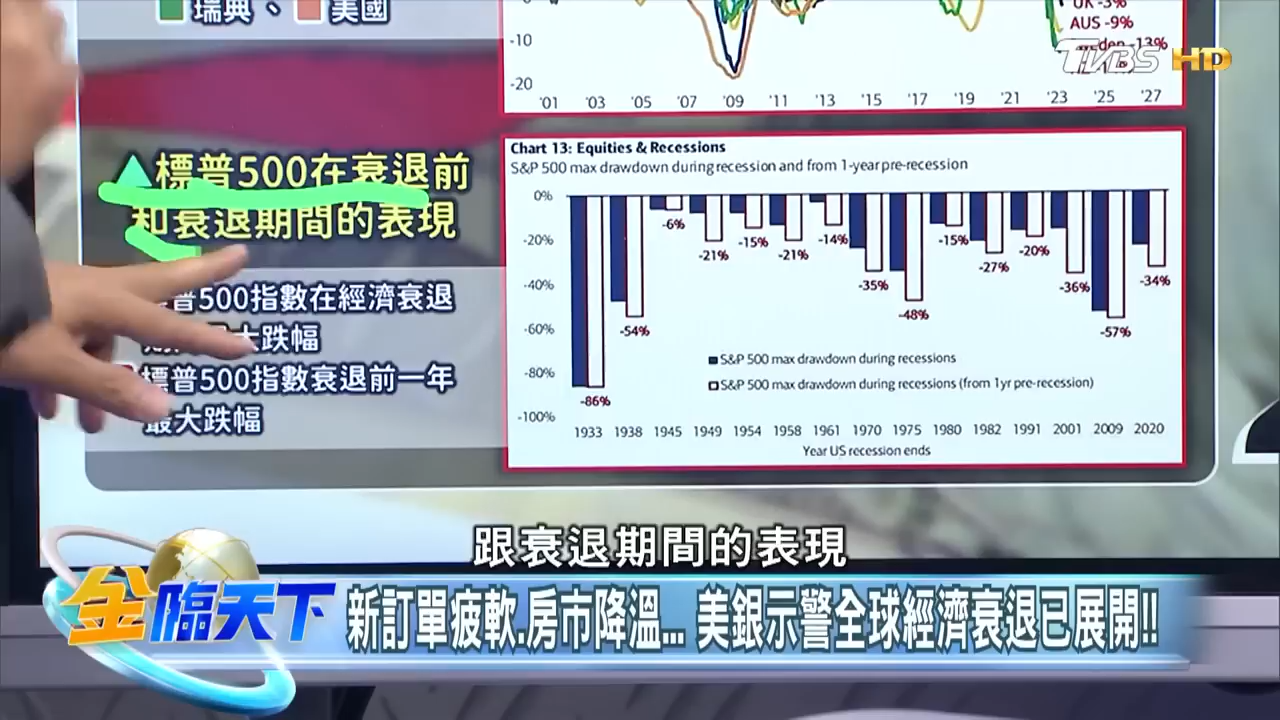 瑞典、美國
-10
-20
'01 '03 '05 '07 '09 '11 '13 '15 '17 '19 '21 '23 '25 '27
UK -3%
AUS -9%
Sweden -13%
TVBS HD
▲標普500在衰退前
和衰退期間的表現
普500指數在經濟衰退
大跌幅
標普500指數衰退前一年
最大跌幅
Chart 13: Equities & Recessions
S&P 500 max drawdown during recession and from 1-year pre-recession
0%
-20%
-40%
-60%
-80%
-100%
-86% -54% -6% -21% -15% -21% -14% -35% -48% -15% -27% -20% -36% -57% -34%
S&P 500 max drawdown during recessions
S&P 500 max drawdown during recessions (from 1yr pre-recession)
1933 1938 1945 1949 1954 1958 1961 1970 1975 1980 1982 1991 2001 2009 2020
Year US recession ends
跟衰退期間的表現
金臨天下
新訂單疲軟.房市降溫... 美銀示警全球經濟衰退已展開!!